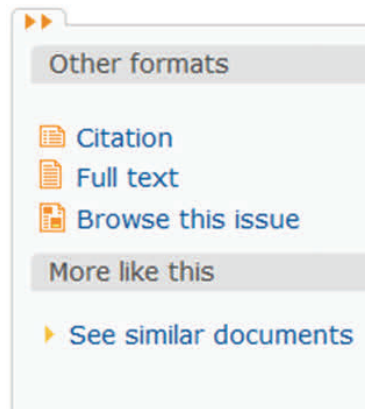 Other formats
Citation
Full text
Browse this issue
More like this
See similar documents